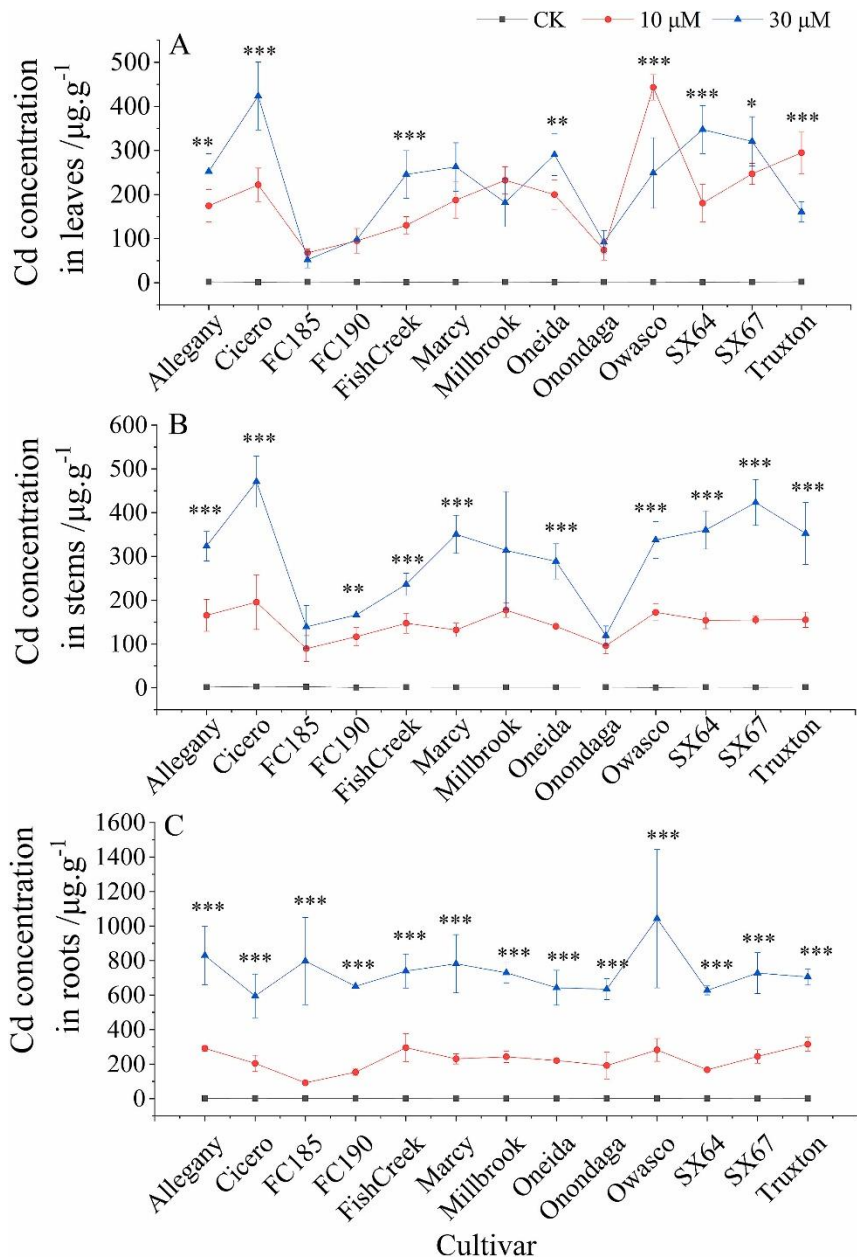 CK 10 μM 30 μM
A
Cd concentration
in leaves /μg.g-1
500
400
300
200
100
0
** *** *** ** *** *** * ***
Allegany Cicero FC185 FC190 FishCreek Marcy Millbrook Oneida Onondaga Owasco SX64 SX67 Truxton
B
Cd concentration
in stems /μg.g-1
600
500
400
300
200
100
0
*** *** ** *** *** *** *** *** *** ***
Allegany Cicero FC185 FC190 FishCreek Marcy Millbrook Oneida Onondaga Owasco SX64 SX67 Truxton
C
Cd concentration
in roots /μg.g-1
1600
1400
1200
1000
800
600
400
200
0
*** *** *** *** *** *** *** *** *** *** *** *** ***
Allegany Cicero FC185 FC190 FishCreek Marcy Millbrook Oneida Onondaga Owasco SX64 SX67 Truxton
Cultivar